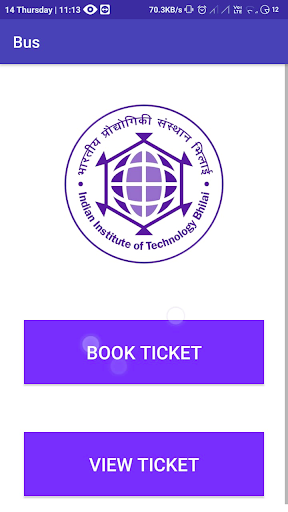 14 Thursday | 11:13
70.3KB/s
12
Bus
भारतीय प्रौद्योगिकी संस्थान भिलाई
Indian Institute of Technology Bhilai
BOOK TICKET
VIEW TICKET